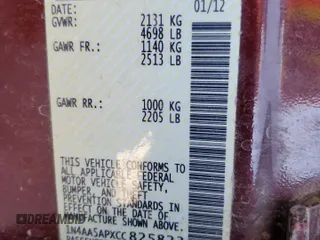 DATE: 01/12
GVWR: 2131 KG
4698 LB
GAWR FR.: 1140 KG
2513 LB
GAWR RR.: 1000 KG
2205 LB
THIS VEHICLE CONFORMS TO
ALL APPLICABLE FEDERAL
MOTOR VEHICLE SAFETY,
BUMPER, AND THEFT
PREVENTION STANDARDS
IN EFFECT ON THE DATE OF
MANUFACTURE SHOWN ABOVE.
1N4AA5APXCC